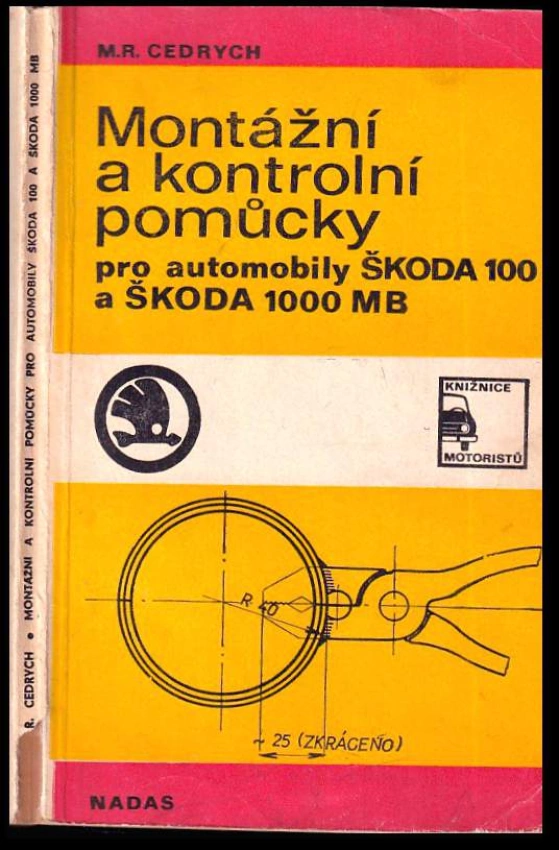 M.R. CEDRYCH
Montážní
a kontrolní
pomůcky
pro automobily ŠKODA 100
a ŠKODA 1000 MB
KNIŽNICE
MOTORISTŮ
R 40
~ 25 (ZKRÁCENO)
NADAS
R. CEDRYCH • MONTÁŽNÍ A KONTROLNÍ POMŮCKY PRO AUTOMOBILY ŠKODA 100 A ŠKODA 1000 MB